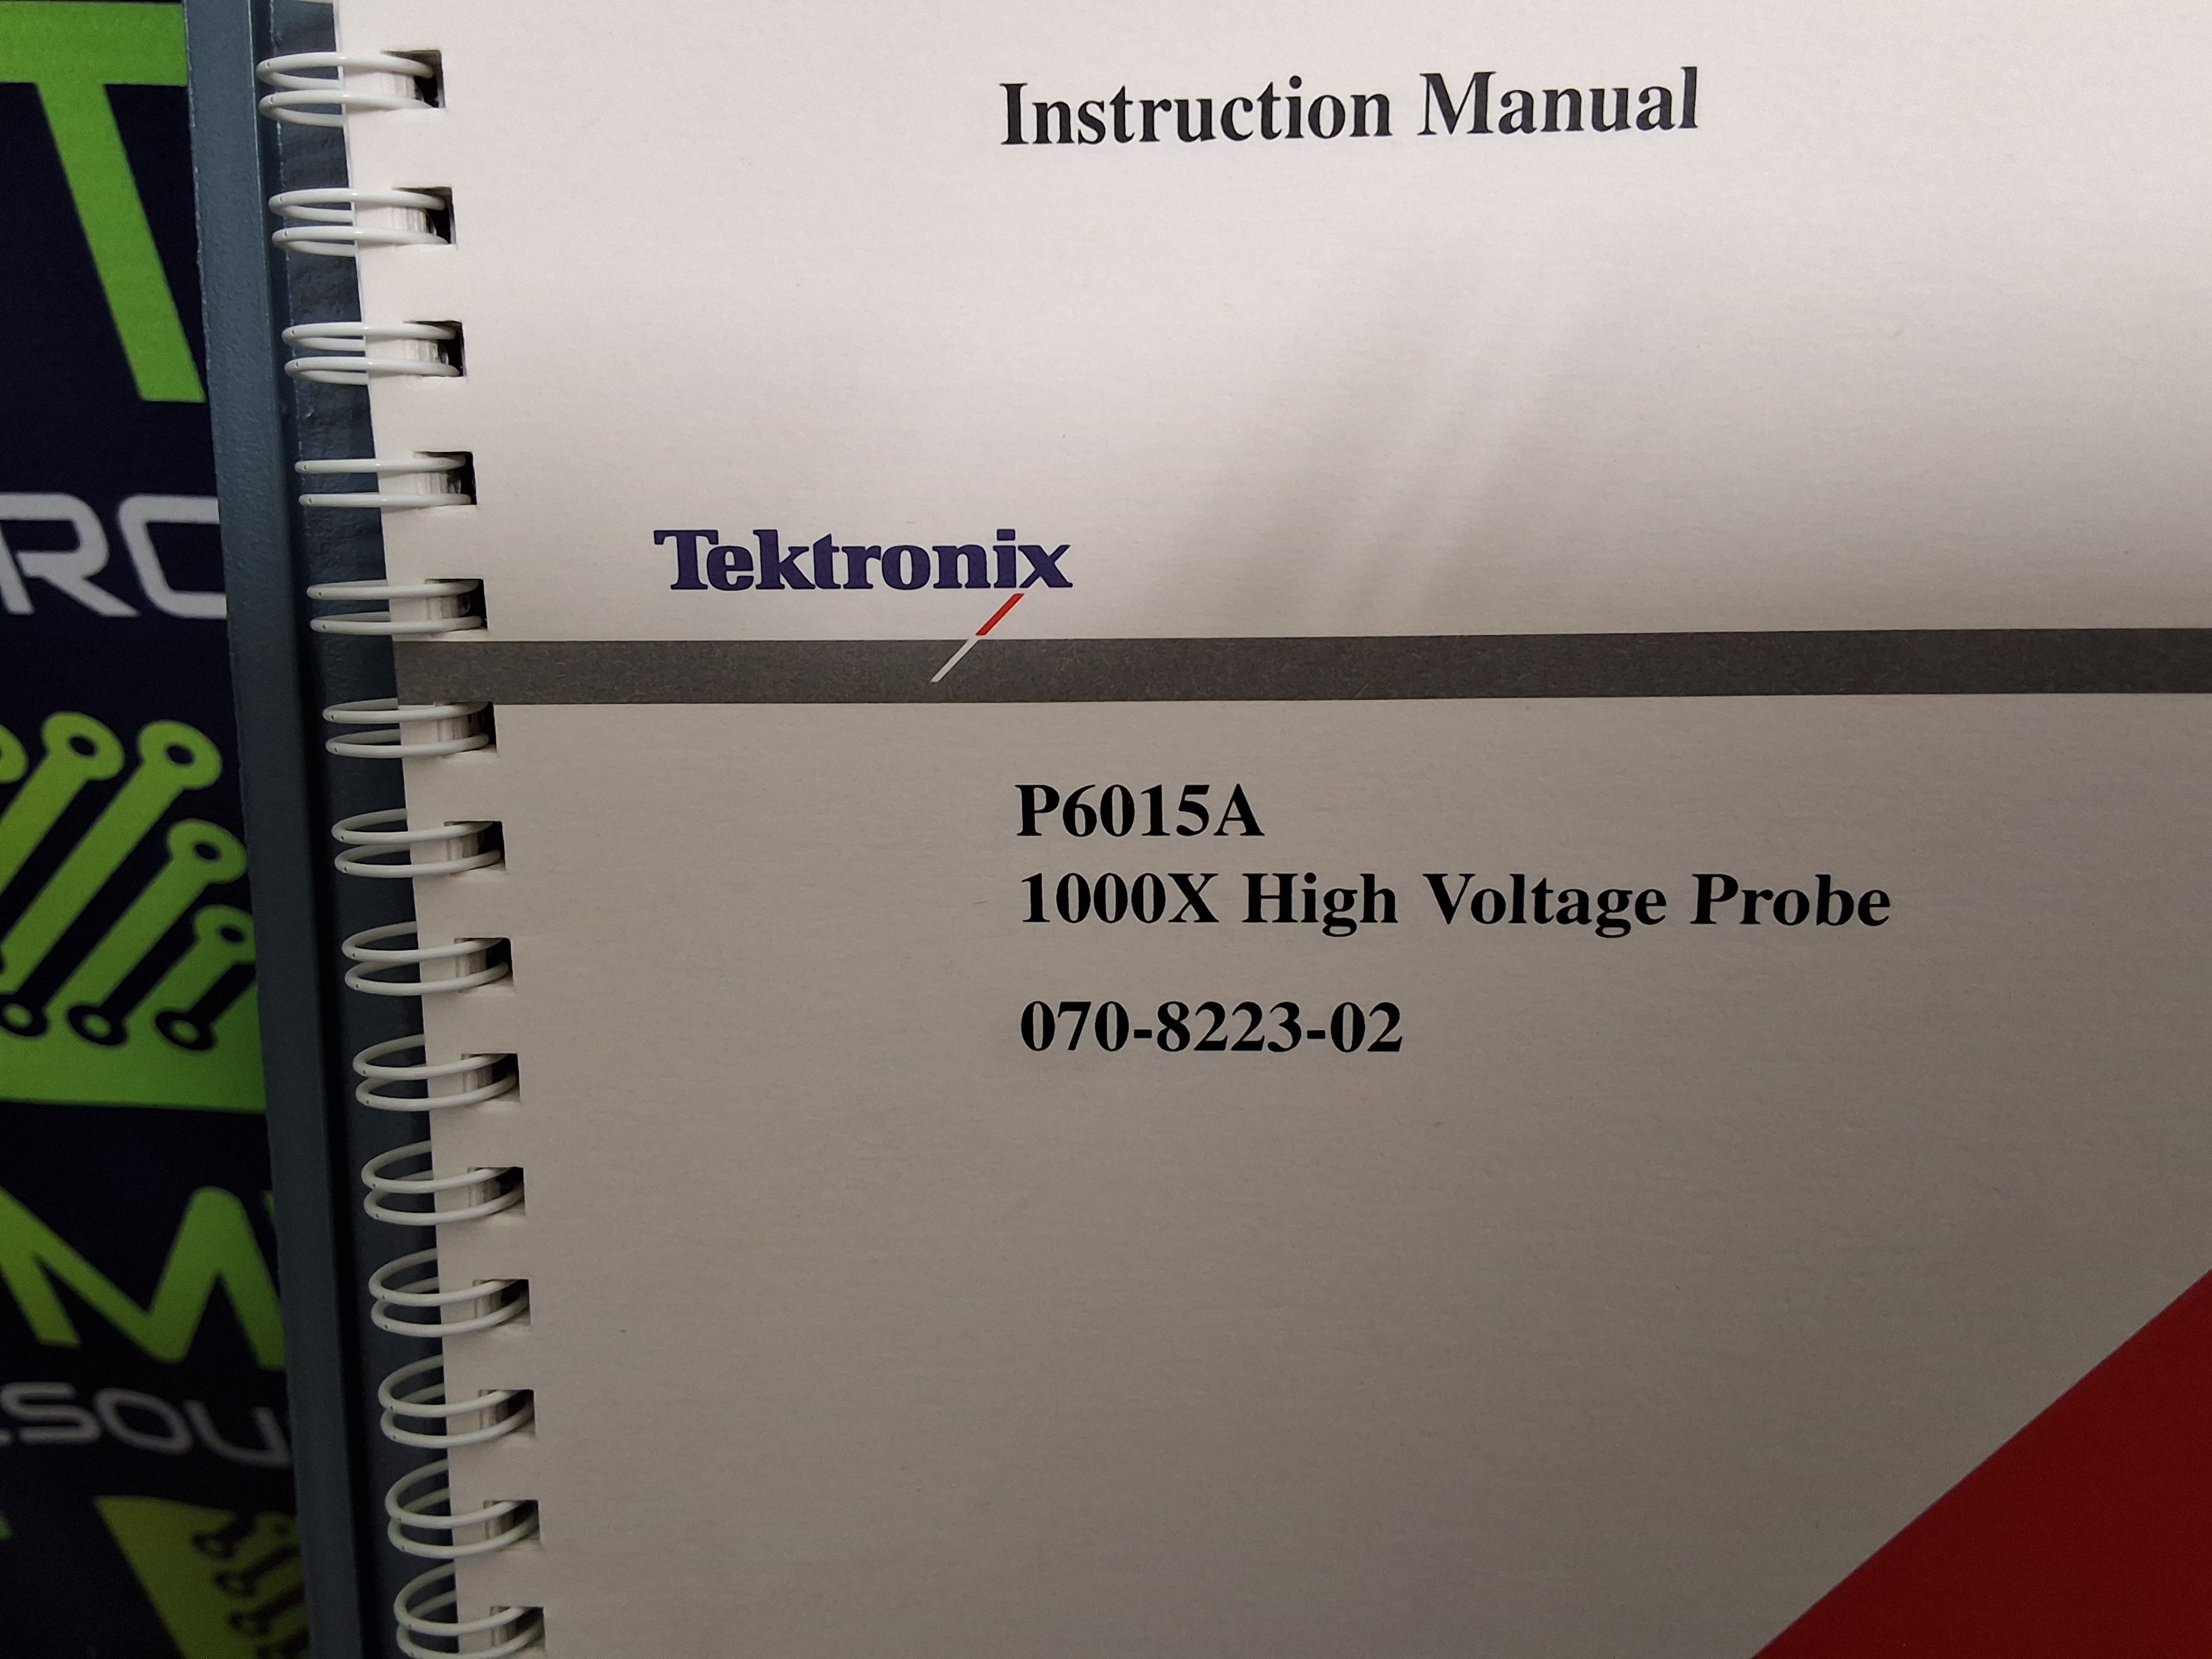 Instruction Manual
Tektronix
P6015A
1000X High Voltage Probe
070-8223-02